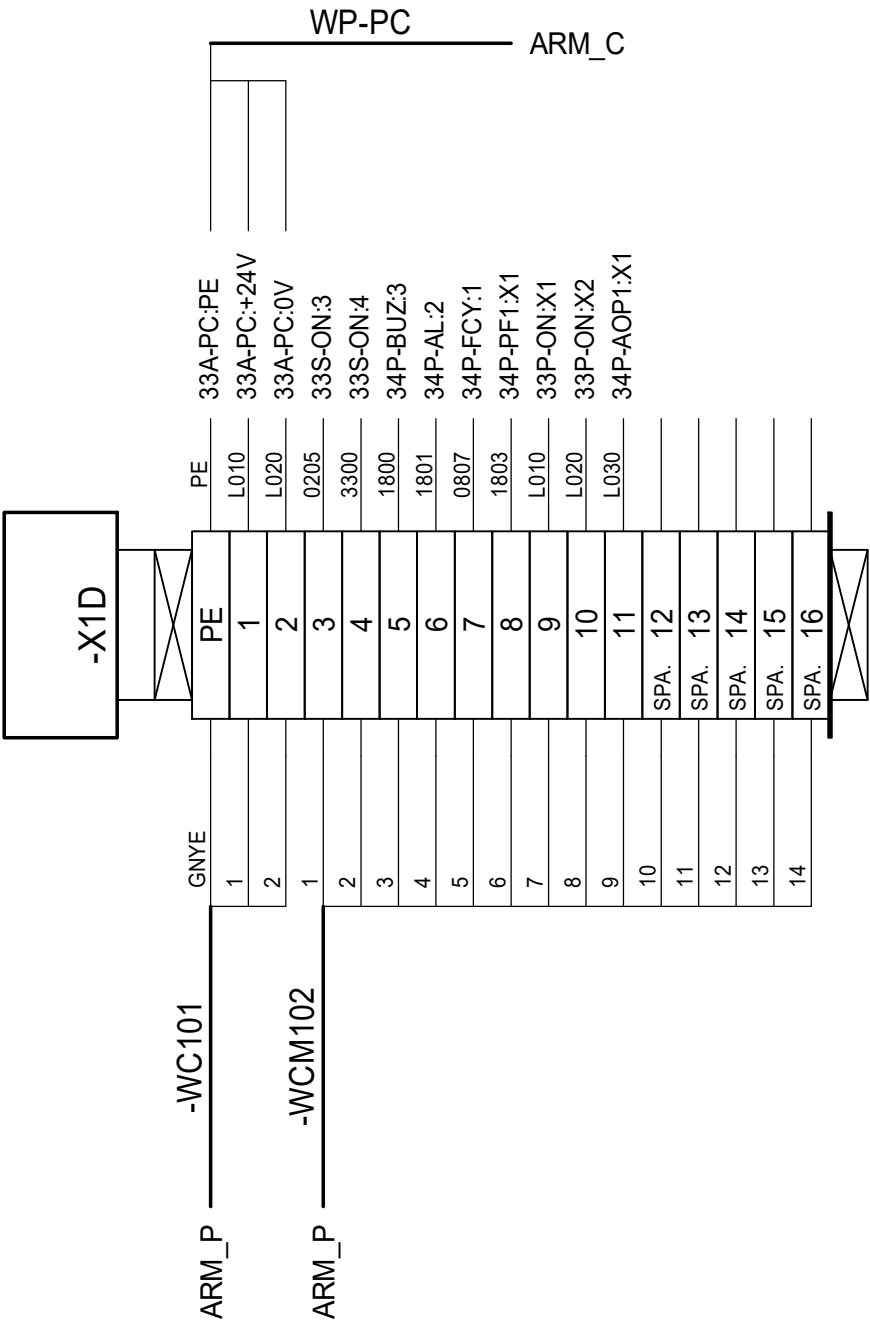 WP-PC
ARM_C
33A-PC:PE
33A-PC:+24V
33A-PC:0V
33S-ON:3
33S-ON:4
34P-BUZ:3
34P-AL:2
34P-FCY:1
34P-PF1:X1
33P-ON:X1
33P-ON:X2
34P-AOP1:X1
PE
L010
L020
0205
3300
1800
1801
0807
1803
L010
L020
L030
-X1D
PE
1
2
3
4
5
6
7
8
9
10
11
SPA. 12
SPA. 13
SPA. 14
SPA. 15
SPA. 16
GNYE
1
2
1
2
3
4
5
6
7
8
9
10
11
12
13
14
-WC101
-WCM102
ARM_P
ARM_P